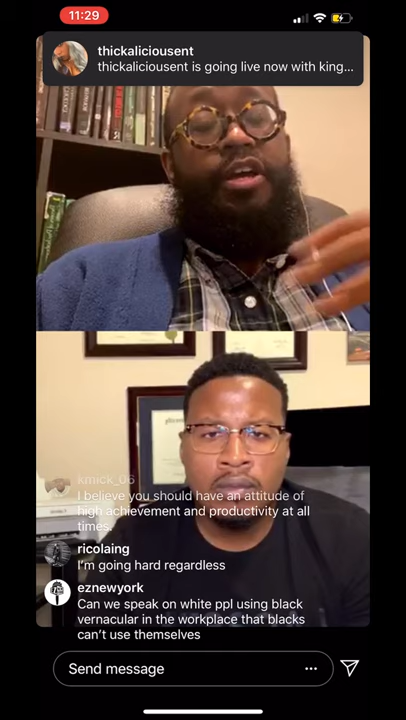 11:29
thickaliciousent
thickaliciousent is going live now with king...
kmick_06
I believe you should have an attitude of
high achievement and productivity at all
times.
ricolaing
I'm going hard regardless
eznewyork
Can we speak on white ppl using black
vernacular in the workplace that blacks
can't use themselves
Send message